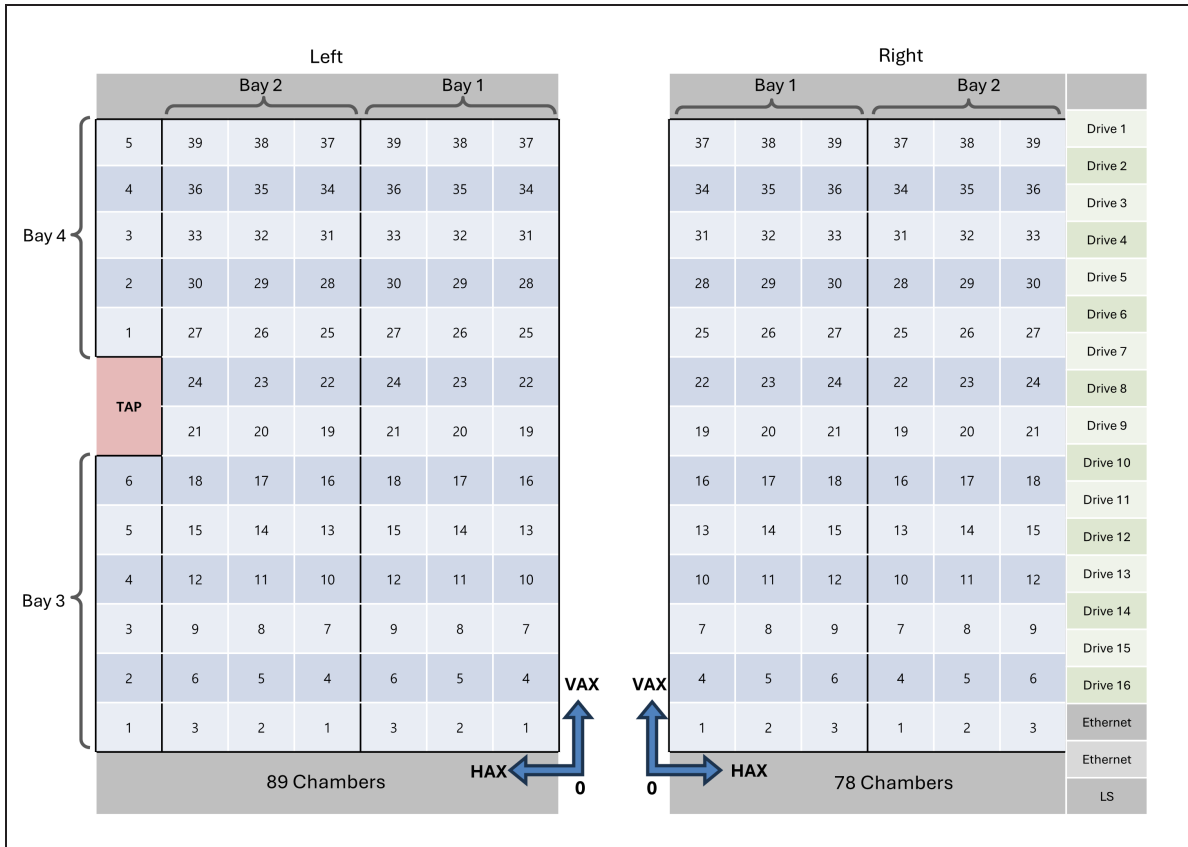 Left Right
Bay 2 Bay 1 Bay 1 Bay 2
5 39 38 37 39 38 37 37 38 39 37 38 39 Drive 1
Drive 2
4 36 35 34 36 35 34 34 35 36 34 35 36 Drive 3
Bay 4 3 33 32 31 33 32 31 31 32 33 31 32 33 Drive 4
2 30 29 28 30 29 28 28 29 30 28 29 30 Drive 5
Drive 6
1 27 26 25 27 26 25 25 26 27 25 26 27 Drive 7
24 23 22 24 23 22 22 23 24 22 23 24 Drive 8
TAP
21 20 19 21 20 19 19 20 21 19 20 21 Drive 9
Drive 10
6 18 17 16 18 17 16 16 17 18 16 17 18 Drive 11
5 15 14 13 15 14 13 13 14 15 13 14 15 Drive 12
4 12 11 10 12 11 10 10 11 12 10 11 12 Drive 13
Bay 3 Drive 14
3 9 8 7 9 8 7 7 8 9 7 8 9 Drive 15
2 6 5 4 6 5 4 VAX VAX 4 5 6 4 5 6 Drive 16
1 3 2 1 3 2 1 1 2 3 1 2 3 Ethernet
HAX HAX Ethernet
89 Chambers 0 0 78 Chambers
LS